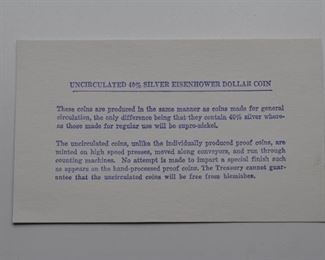 UNCIRCULATED 40% SILVER EISENHOWER DOLLAR COIN
These coins are produced in the same manner as coins made for general
circulation, the only difference being that they contain 40% silver where-
as those made for regular use will be cupro-nickel.
The uncirculated coins, unlike the individually produced proof coins, are
minted on high speed presses, moved along conveyors, and run through
counting machines. No attempt is made to impart a special finish such
as appears on the hand-processed proof coins. The Treasury cannot guar-
antee that the uncirculated coins will be free from blemishes.